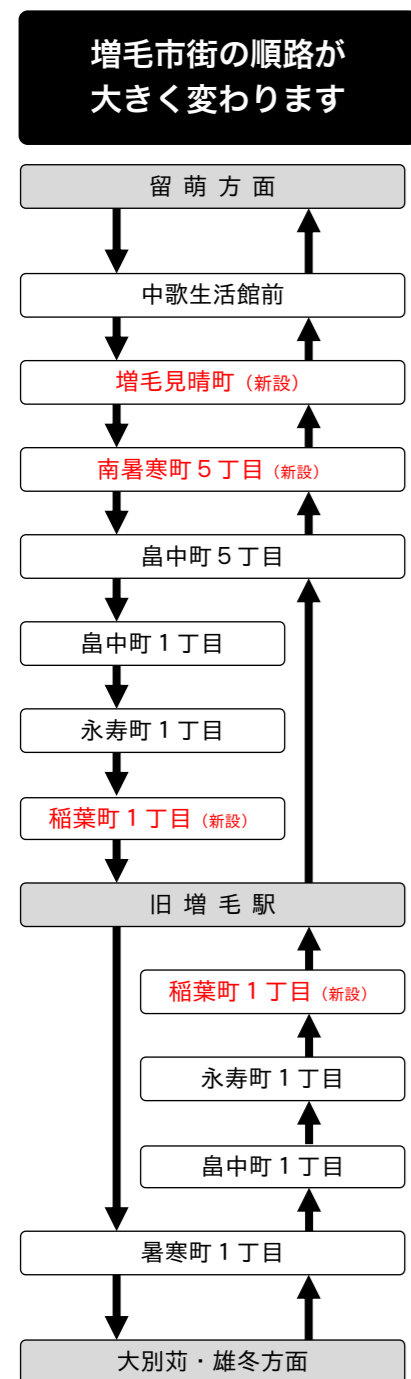 増毛市街の順路が
大きく変わります
留萌方面
中歌生活館前
増毛見晴町（新設）
南暑寒町５丁目（新設）
畠中町５丁目
畠中町１丁目
永寿町１丁目
稲葉町１丁目（新設）
旧増毛駅
稲葉町１丁目（新設）
永寿町１丁目
畠中町１丁目
暑寒町１丁目
大別苅・雄冬方面